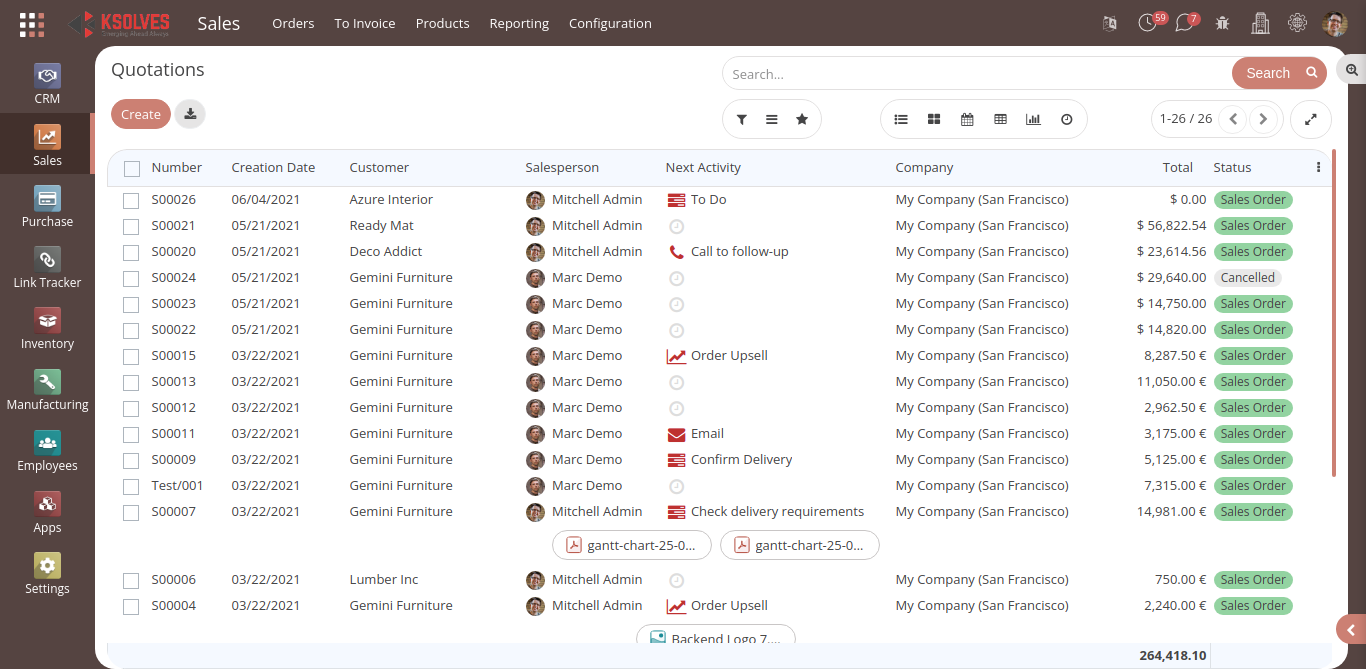 KSOLVES
Emerging Ahead Always
Sales Orders To Invoice Products Reporting Configuration 59 7
CRM
Sales
Purchase
Link Tracker
Inventory
Manufacturing
Employees
Apps
Settings
Quotations
Search... Search
Create 1-26 / 26
Number Creation Date Customer Salesperson Next Activity Company Total Status
S00026 06/04/2021 Azure Interior Mitchell Admin To Do My Company (San Francisco) $ 0.00 Sales Order
S00021 05/21/2021 Ready Mat Mitchell Admin My Company (San Francisco) $ 56,822.54 Sales Order
S00020 05/21/2021 Deco Addict Mitchell Admin Call to follow-up My Company (San Francisco) $ 23,614.56 Sales Order
S00024 05/21/2021 Gemini Furniture Marc Demo My Company (San Francisco) $ 29,640.00 Cancelled
S00023 05/21/2021 Gemini Furniture Marc Demo My Company (San Francisco) $ 14,750.00 Sales Order
S00022 05/21/2021 Gemini Furniture Marc Demo My Company (San Francisco) $ 14,820.00 Sales Order
S00015 03/22/2021 Gemini Furniture Marc Demo Order Upsell My Company (San Francisco) 8,287.50 € Sales Order
S00013 03/22/2021 Gemini Furniture Marc Demo My Company (San Francisco) 11,050.00 € Sales Order
S00012 03/22/2021 Gemini Furniture Marc Demo My Company (San Francisco) 2,962.50 € Sales Order
S00011 03/22/2021 Gemini Furniture Marc Demo Email My Company (San Francisco) 3,175.00 € Sales Order
S00009 03/22/2021 Gemini Furniture Marc Demo Confirm Delivery My Company (San Francisco) 5,125.00 € Sales Order
Test/001 03/22/2021 Gemini Furniture Marc Demo My Company (San Francisco) 7,315.00 € Sales Order
S00007 03/22/2021 Gemini Furniture Mitchell Admin Check delivery requirements My Company (San Francisco) 14,981.00 € Sales Order
gantt-chart-25-0... gantt-chart-25-0...
S00006 03/22/2021 Lumber Inc Mitchell Admin My Company (San Francisco) 750.00 € Sales Order
S00004 03/22/2021 Gemini Furniture Mitchell Admin Order Upsell My Company (San Francisco) 2,240.00 € Sales Order
Backend Logo 7....
264,418.10